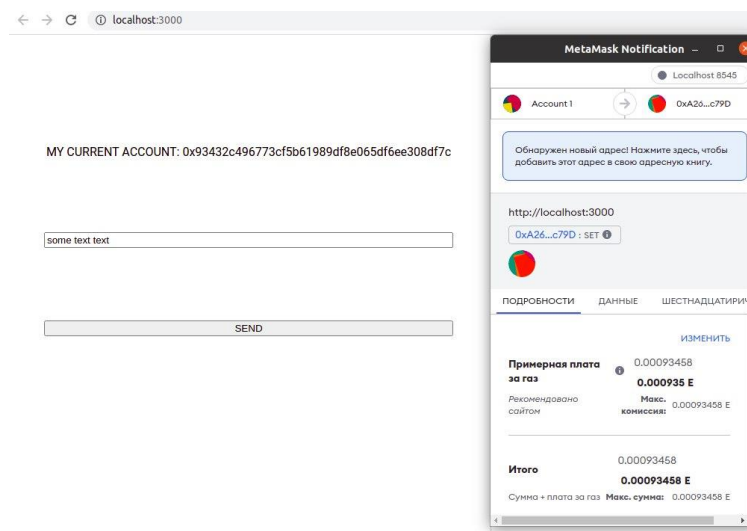 localhost:3000
MY CURRENT ACCOUNT: 0x93432c496773cf5b61989df8e065df6ee308df7c
some text text
SEND
MetaMask Notification
Localhost 8545
Account 1
0xA26...c79D
Обнаружен новый адрес! Нажмите здесь, чтобы
добавить этот адрес в свою адресную книгу.
http://localhost:3000
0xA26...c79D : SET
ПОДРОБНОСТИ ДАННЫЕ ШЕСТНАДЦАТИРИЧ
ИЗМЕНИТЬ
Примерная плата
за газ
0.00093458
0.000935 E
Рекомендовано
сайтом
Макс.
комиссия:
0.00093458 E
Итого
0.00093458
0.00093458 E
Сумма + плата за газ Макс. сумма: 0.00093458 E